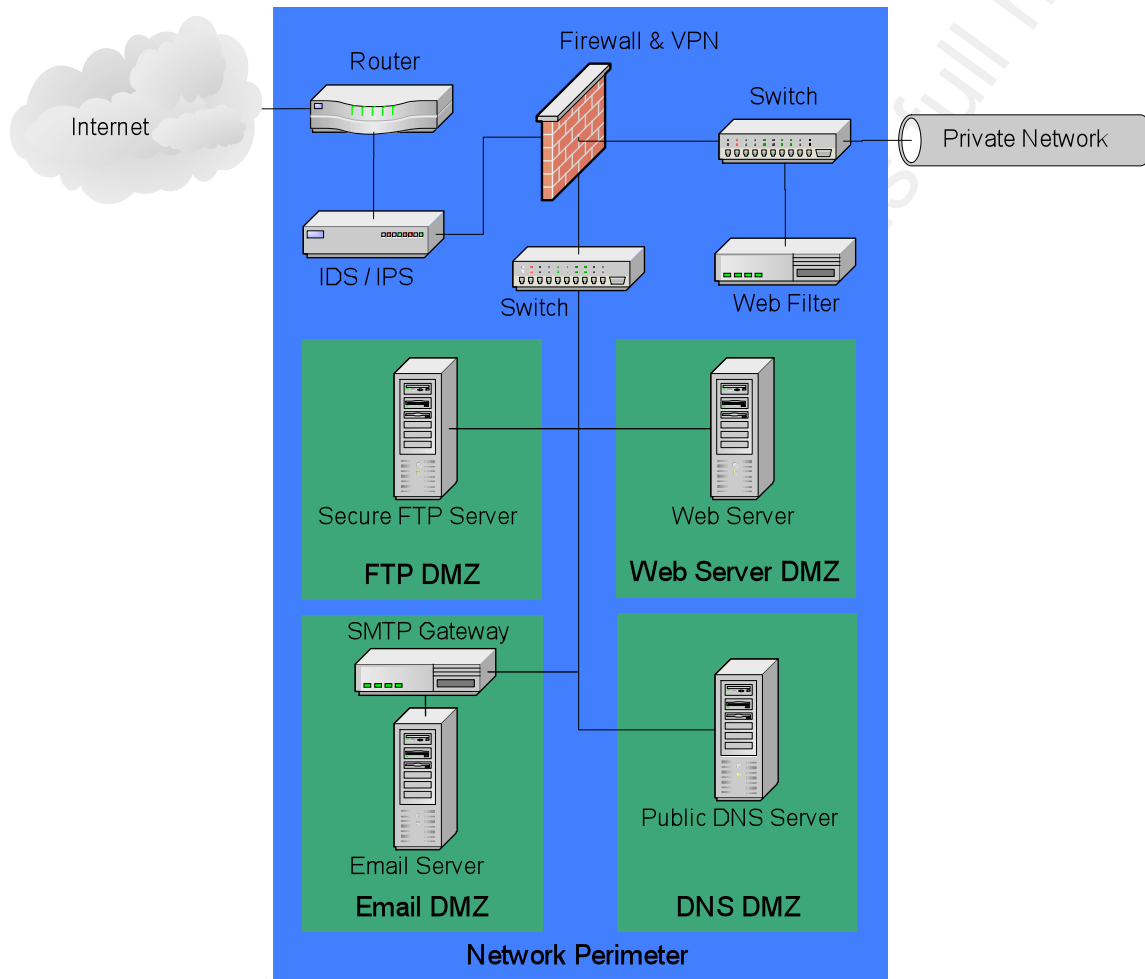 Firewall & VPN
Router
Switch
Internet
Private Network
IDS / IPS
Switch
Web Filter
Secure FTP Server
Web Server
FTP DMZ
Web Server DMZ
SMTP Gateway
Public DNS Server
Email Server
Email DMZ
DNS DMZ
Network Perimeter